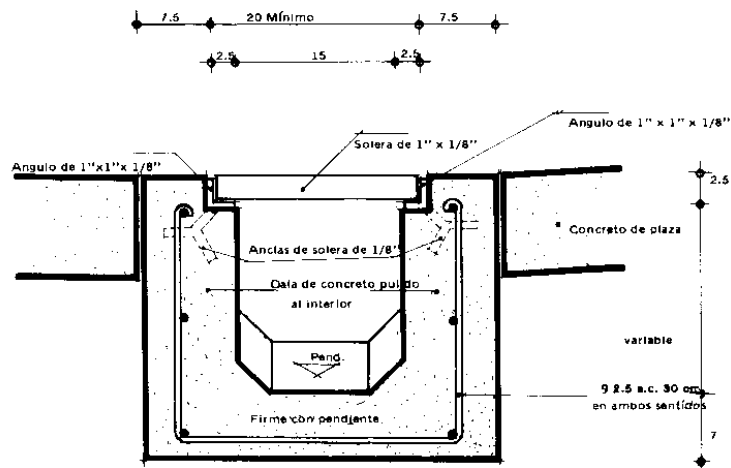 7.5 20 Mínimo 7.5
2.5 15 2.5
Angulo de 1" x 1" x 1/8"
Solera de 1" x 1/8"
Angulo de 1"x1"x 1/8"
2.5
Anclas de solera de 1/8"
Concreto de plaza
Dala de concreto pulido
al interior
variable
Pend.
2.5 a.c. 30 cm
en ambos sentidos
Firme con pendiente
7